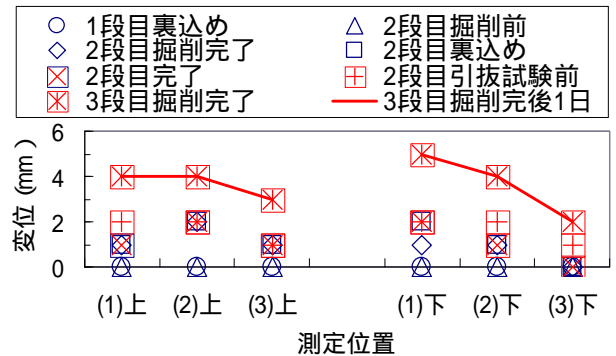 1段目裏込め 2段目掘削前
2段目掘削完了 2段目裏込め
2段目完了 2段目引抜試験前
3段目掘削完了 3段目掘削完後1日
6
4
2
0
変位 (mm)
(1)上 (2)上 (3)上 (1)下 (2)下 (3)下
測定位置